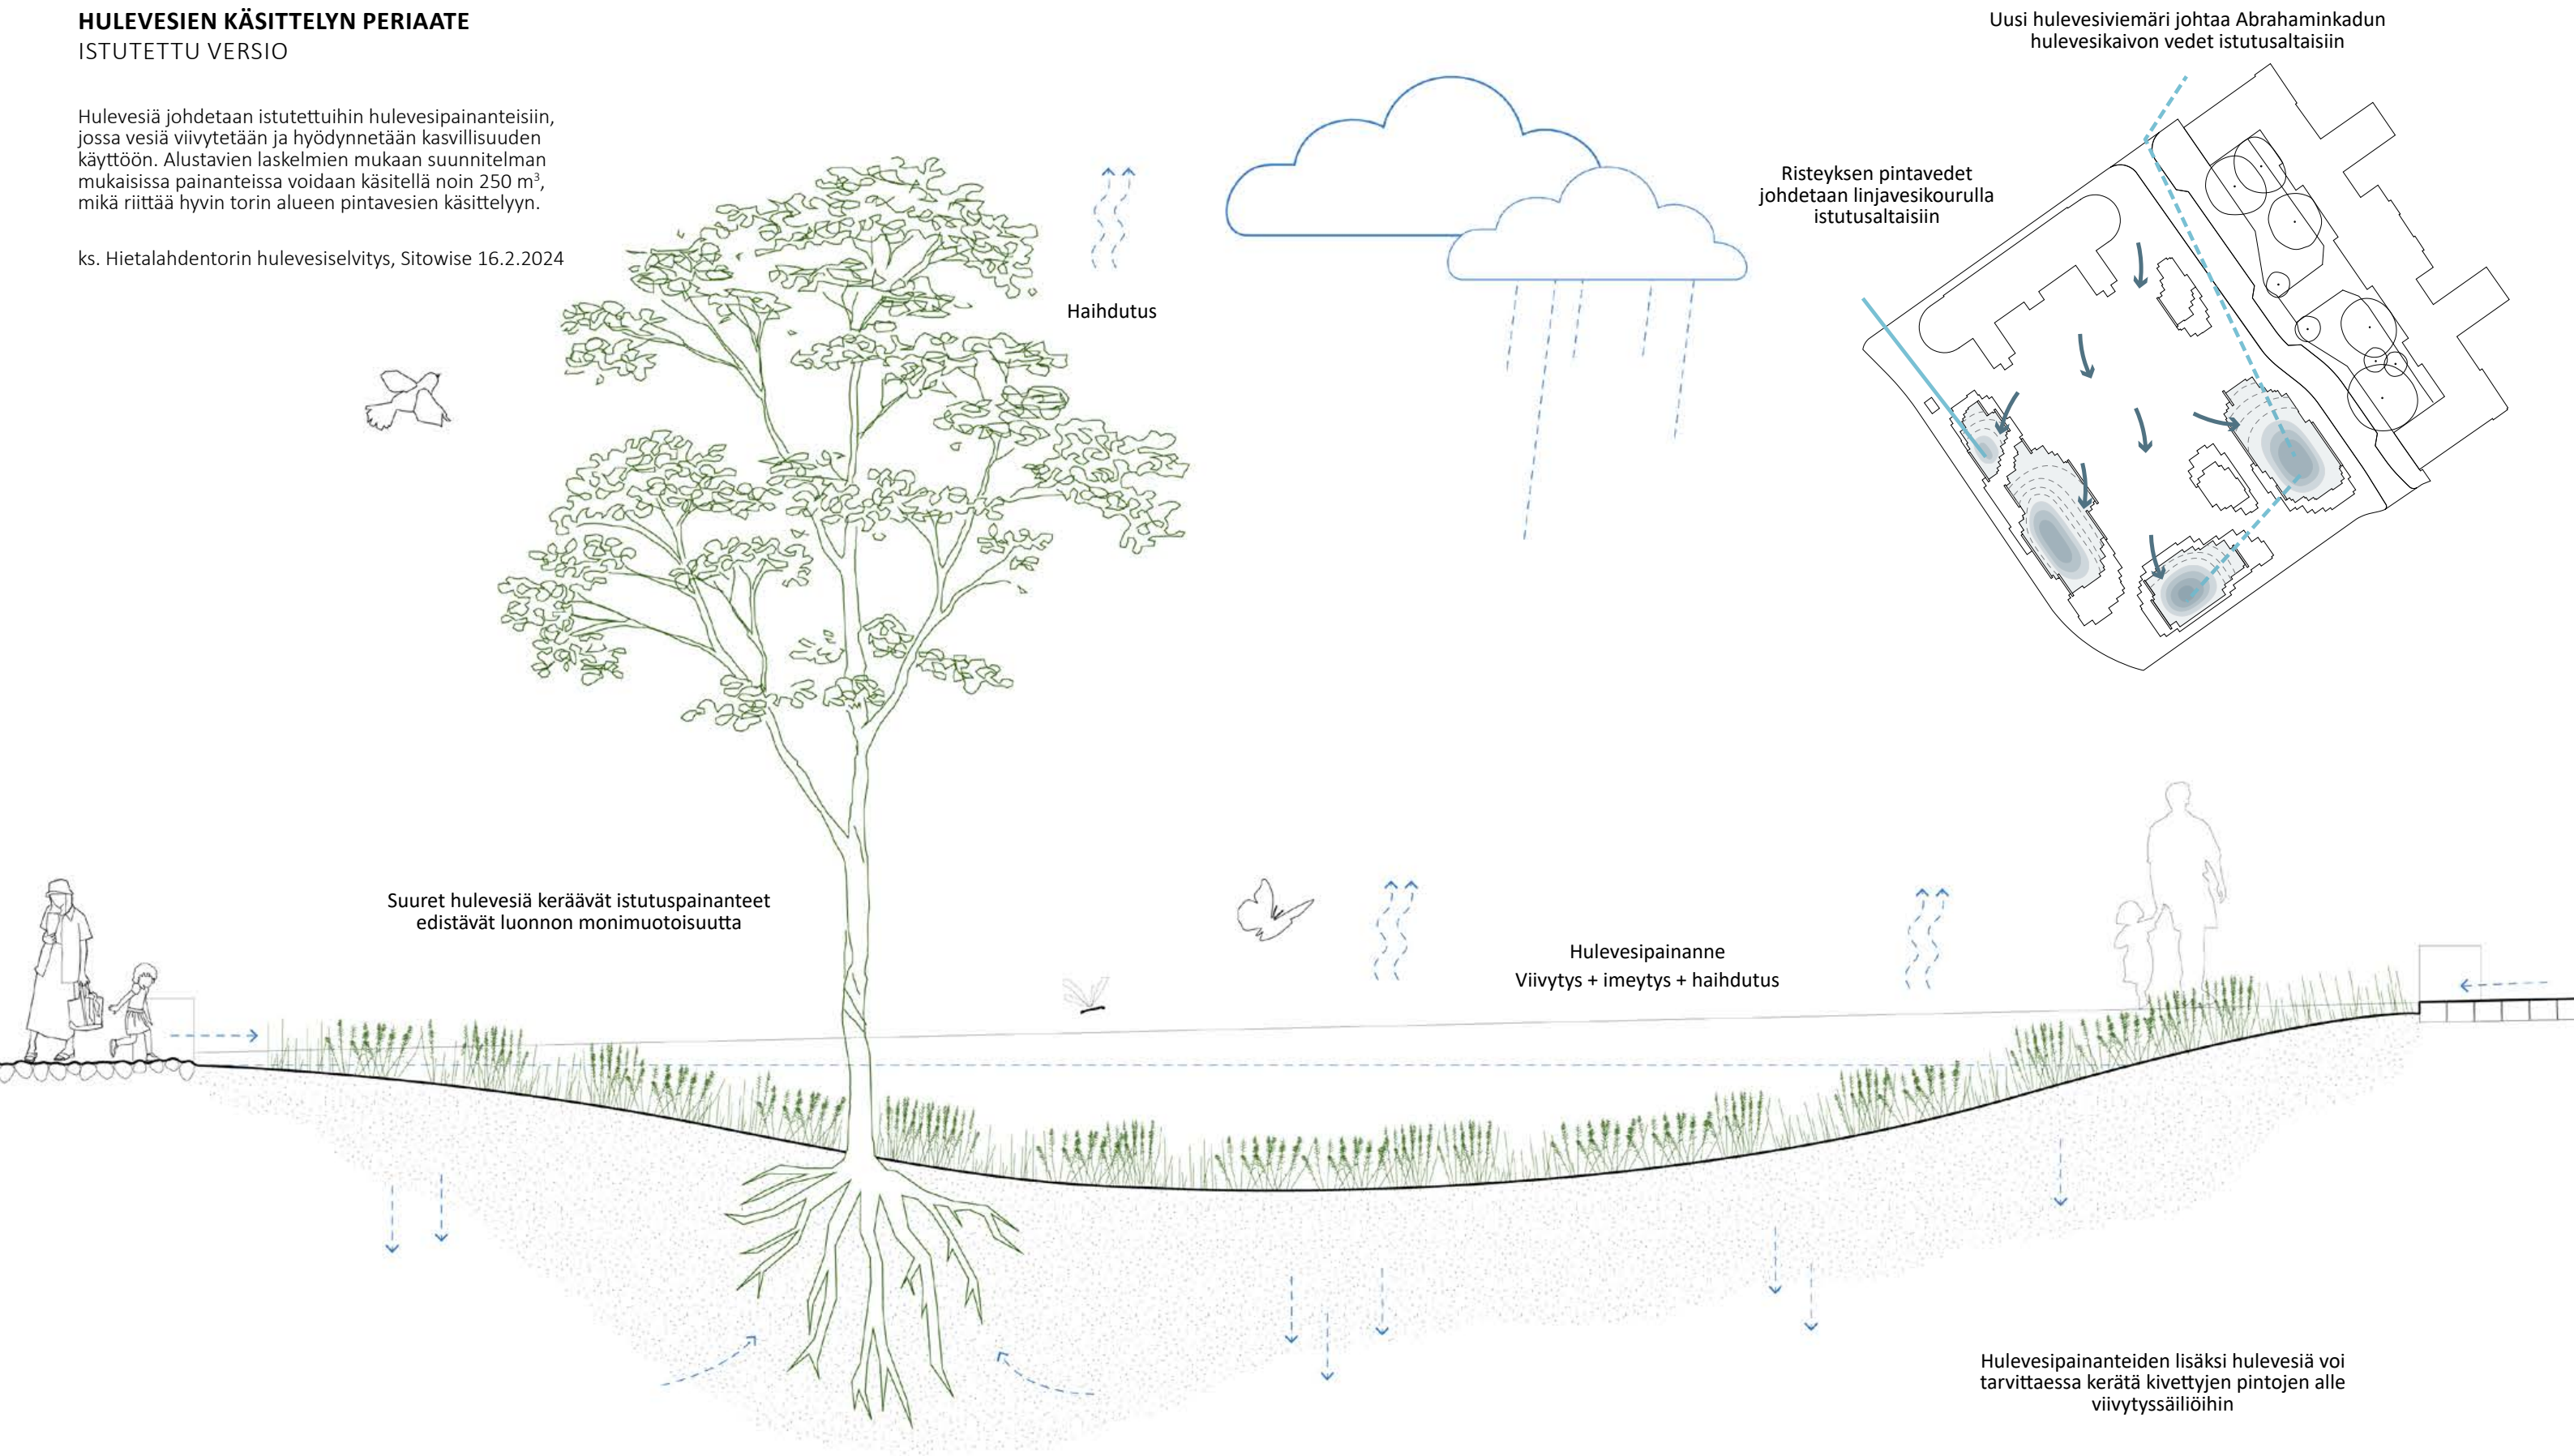 HULEVESIEN KÄSITTELYN PERIAATE
ISTUTETTU VERSIO
Hulevesiä johdetaan istutettuihin hulevesipainanteisiin,
jossa vesiä viivytetään ja hyödynnetään kasvillisuuden
käyttöön. Alustavien laskelmien mukaan suunnitelman
mukaisissa painanteissa voidaan käsitellä noin 250 m³,
mikä riittää hyvin torin alueen pintavesien käsittelyyn.
ks. Hietalahdentorin hulevesiselvitys, Sitowise 16.2.2024
Uusi hulevesiviemäri johtaa Abrahaminkadun
hulevesikaivon vedet istutusaltaisiin
Risteyksen pintavedet
johdetaan linjavesikourulla
istutusaltaisiin
Haihdutus
Suuret hulevesiä keräävät istutuspainanteet
edistävät luonnon monimuotoisuutta
Hulevesipainanne
Viivytys + imeytys + haihdutus
Hulevesipainanteiden lisäksi hulevesiä voi
tarvittaessa kerätä kivettyjen pintojen alle
viivytyssäiliöihin